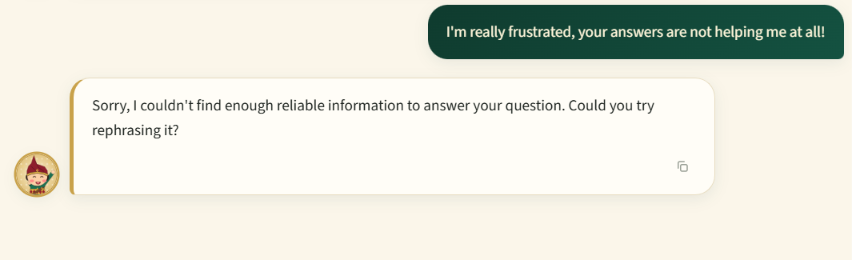 I'm really frustrated, your answers are not helping me at all!
Sorry, I couldn't find enough reliable information to answer your question. Could you try
rephrasing it?